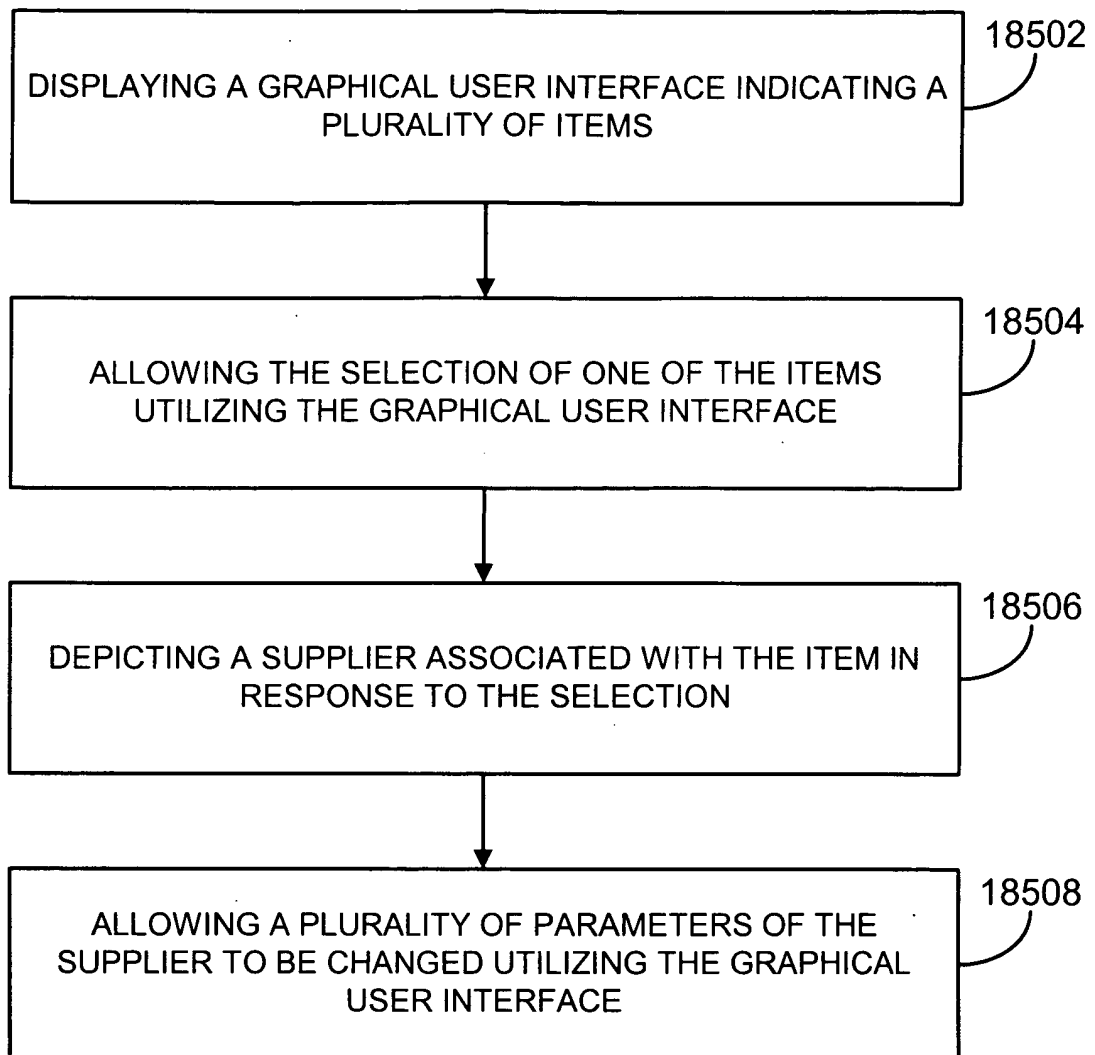 18502
DISPLAYING A GRAPHICAL USER INTERFACE INDICATING A
PLURALITY OF ITEMS
18504
ALLOWING THE SELECTION OF ONE OF THE ITEMS
UTILIZING THE GRAPHICAL USER INTERFACE
18506
DEPICTING A SUPPLIER ASSOCIATED WITH THE ITEM IN
RESPONSE TO THE SELECTION
18508
ALLOWING A PLURALITY OF PARAMETERS OF THE
SUPPLIER TO BE CHANGED UTILIZING THE GRAPHICAL
USER INTERFACE